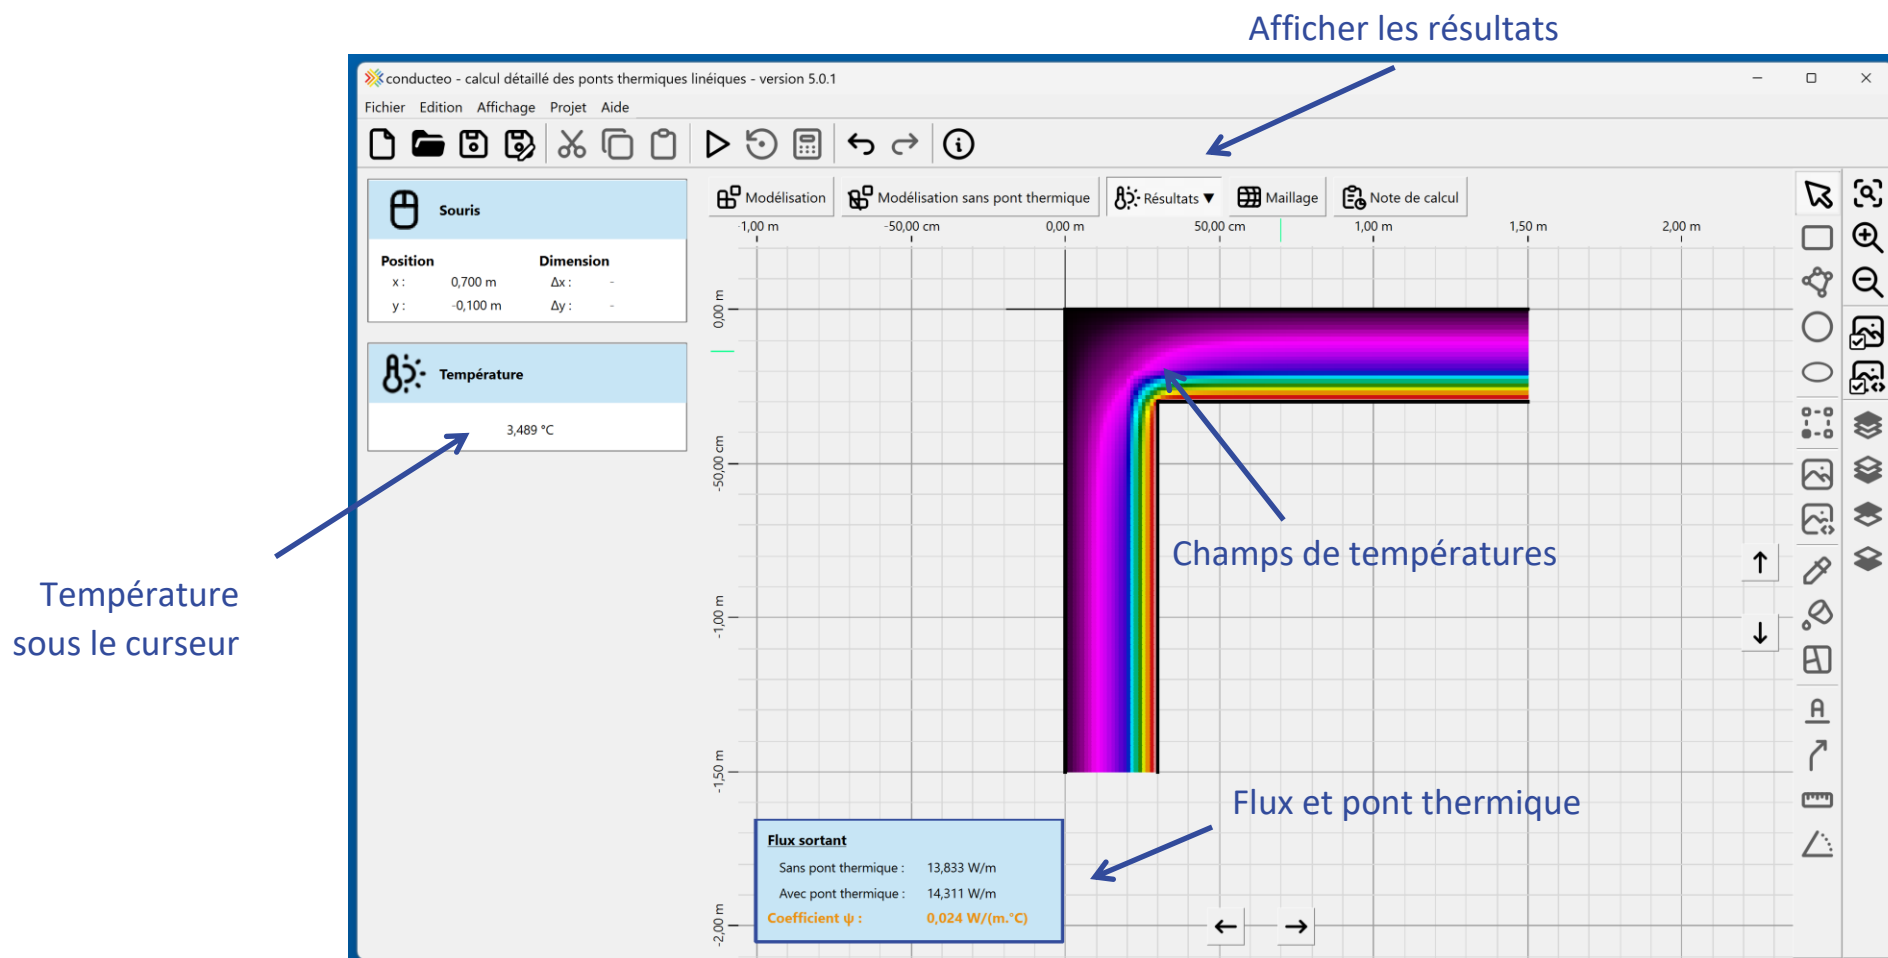 Afficher les résultats
conducteo - calcul détaillé des ponts thermiques linéiques - version 5.0.1
Fichier Edition Affichage Projet Aide
Souris
Position Dimension
x : 0,700 m Δx : -
y : -0,100 m Δy : -
Température
3,489 °C
Modélisation Modélisation sans pont thermique Résultats ▼ Maillage Note de calcul
-1,00 m -50,00 cm 0,00 m 50,00 cm 1,00 m 1,50 m 2,00 m
0,00 m
-50,00 cm
-1,00 m
-1,50 m
-2,00 m
Champs de températures
Température
sous le curseur
Flux et pont thermique
Flux sortant
Sans pont thermique : 13,833 W/m
Avec pont thermique : 14,311 W/m
Coefficient ψ : 0,024 W/(m.°C)
A